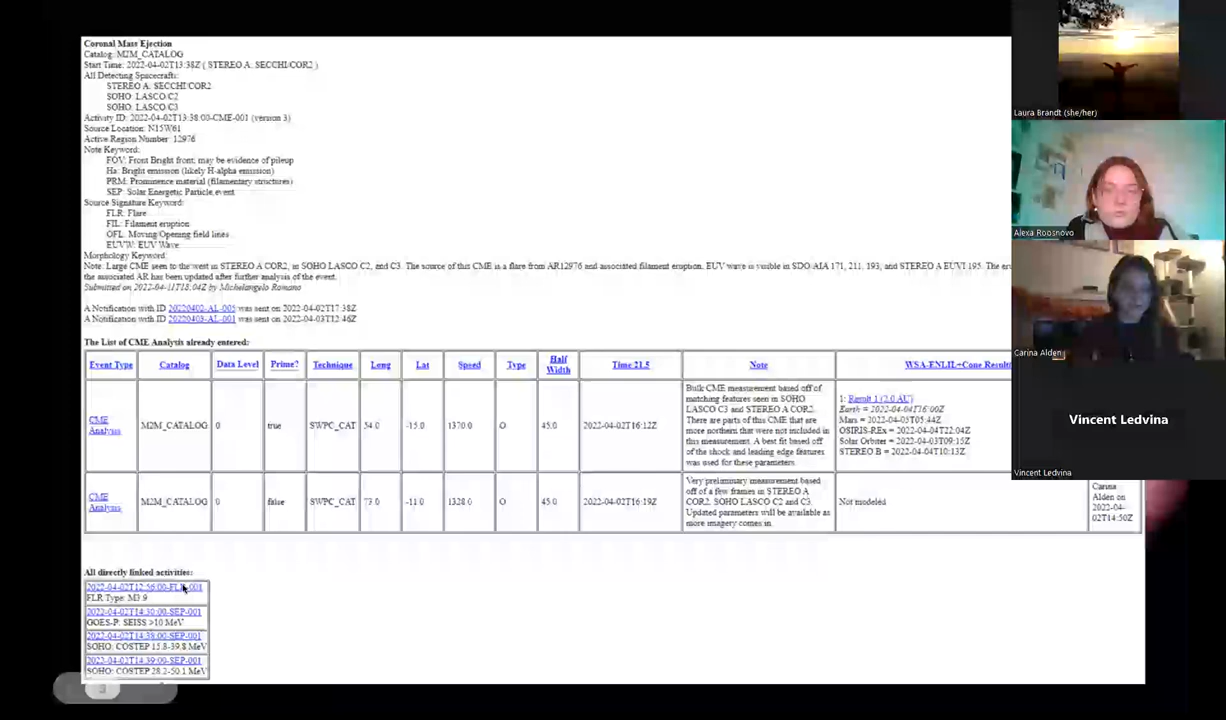 Coronal Mass Ejection
Catalog: M2M_CATALOG
Start Time: 2022-04-02T13:38Z ( STEREO A: SECCHI/COR2 )
All Detecting Spacecrafts:
STEREO A: SECCHI/COR2
SOHO: LASCO/C2
SOHO: LASCO/C3
Activity ID: 2022-04-02T13:38:00-CME-001 (version 3)
Source Location: N15W61
Active Region Number: 12976
Note Keyword:
FOV: Front Bright front; may be evidence of pileup
Ha: Bright emission (likely H-alpha emission)
PRM: Prominence material (filamentary structures)
SEP: Solar Energetic Particle event
Source Signature Keyword:
FLR: Flare
FIL: Filament eruption
OFL: Moving/Opening field lines
EUVW: EUV Wave
Morphology Keyword:
Note: Large CME seen to the west in STEREO A COR2, in SOHO LASCO C2, and C3. The source of this CME is a flare from AR12976 and associated filament eruption, EUV wave is visible in SDO/AIA 171, 211, 193, and STEREO A EUVI 195. The
the associated AR has been updated after further analysis of the event.
Submitted on 2022-04-11T18:04Z by Michelangelo Romano
A Notification with ID 20220402-AL-005 was sent on 2022-04-02T17:38Z
A Notification with ID 20220403-AL-001 was sent on 2022-04-03T12:46Z
The List of CME Analysis already entered:
Event Type Catalog Data Level Prime? Technique Long Lat Speed Type Half Width Time 21.5 Note WSA-ENLIL+Cone Result
CME Analysis M2M_CATALOG 0 true SWPC_CAT 54.0 -15.0 1370.0 O 45.0 2022-04-02T16:12Z
Bulk CME measurement based off of
matching features seen in SOHO
LASCO C3 and STEREO A COR2.
There are parts of this CME that are
more northern that were not included in
this measurement. A best fit based off
of the shock and leading edge features
was used for these parameters.
1: Result 1 (2.0 AU)
Earth = 2022-04-04T16:00Z
Mars = 2022-04-05T05:44Z
OSIRIS-REx = 2022-04-04T22:04Z
Solar Orbiter = 2022-04-03T09:15Z
STEREO B = 2022-04-04T10:13Z
CME Analysis M2M_CATALOG 0 false SWPC_CAT 73.0 -11.0 1328.0 O 45.0 2022-04-02T16:19Z
Very preliminary measurement based
off of a few frames in STEREO A
COR2, SOHO LASCO C2 and C3.
Updated parameters will be available as
more imagery comes in.
Not modeled
Carina
Alden on
2022-04-
02T14:50Z
All directly linked activities:
2022-04-02T12:56:00-FLR-001
FLR Type: M3.9
2022-04-02T14:30:00-SEP-001
GOES-P: SEISS >10 MeV
2022-04-02T14:38:00-SEP-001
SOHO: COSTEP 15.8-39.8 MeV
2022-04-02T14:39:00-SEP-001
SOHO: COSTEP 28.2-50.1 MeV
3
Laura Brandt (she/her)
Carina Alden
Vincent Ledvina
Vincent Ledvina